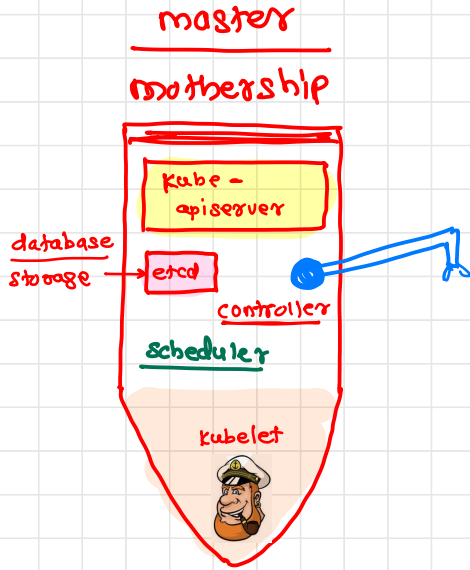 master
mothership
Kube -
apiserver
database
storage
etcd
controller
scheduler
Kubelet